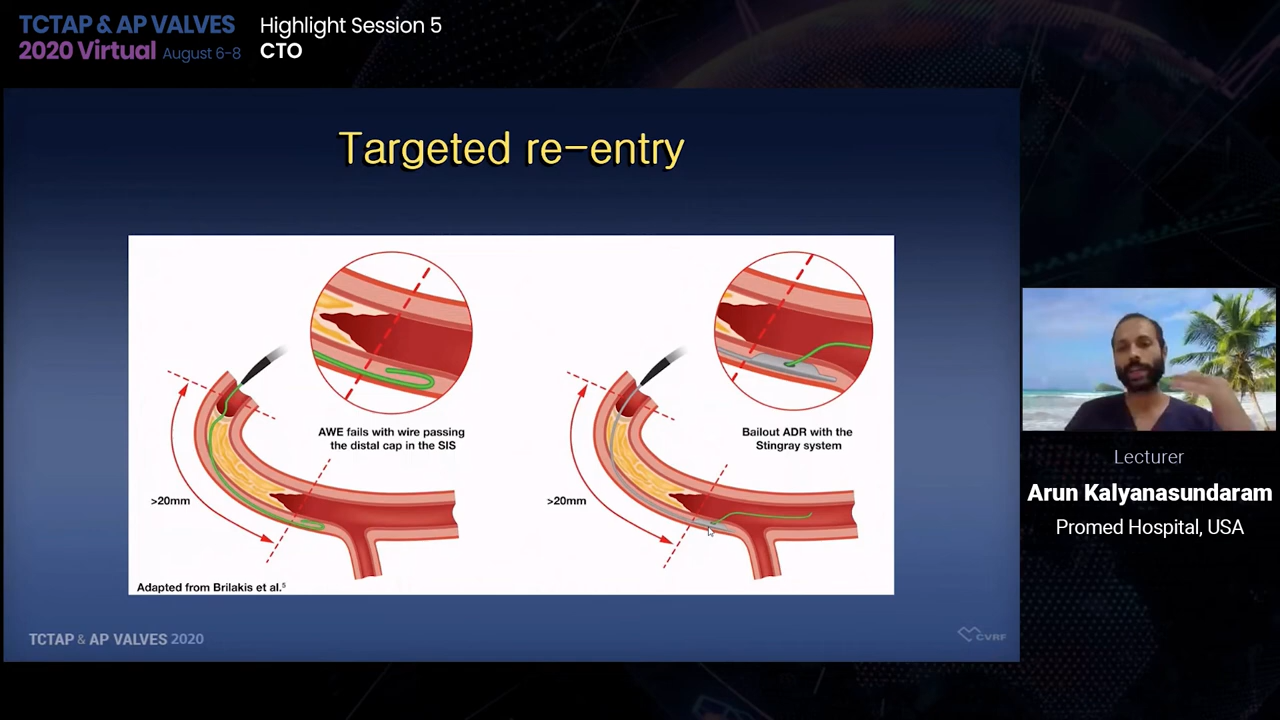 TCTAP & AP VALVES
2020 Virtual August 6-8
Highlight Session 5
CTO
Targeted re-entry
AWE fails with wire passing
the distal cap in the SIS
>20mm
Bailout ADR with the
Stingray system
>20mm
Adapted from Brilakis et al.⁵
TCTAP & AP VALVES 2020
CVRF
Lecturer
Arun Kalyanasundaram
Promed Hospital, USA